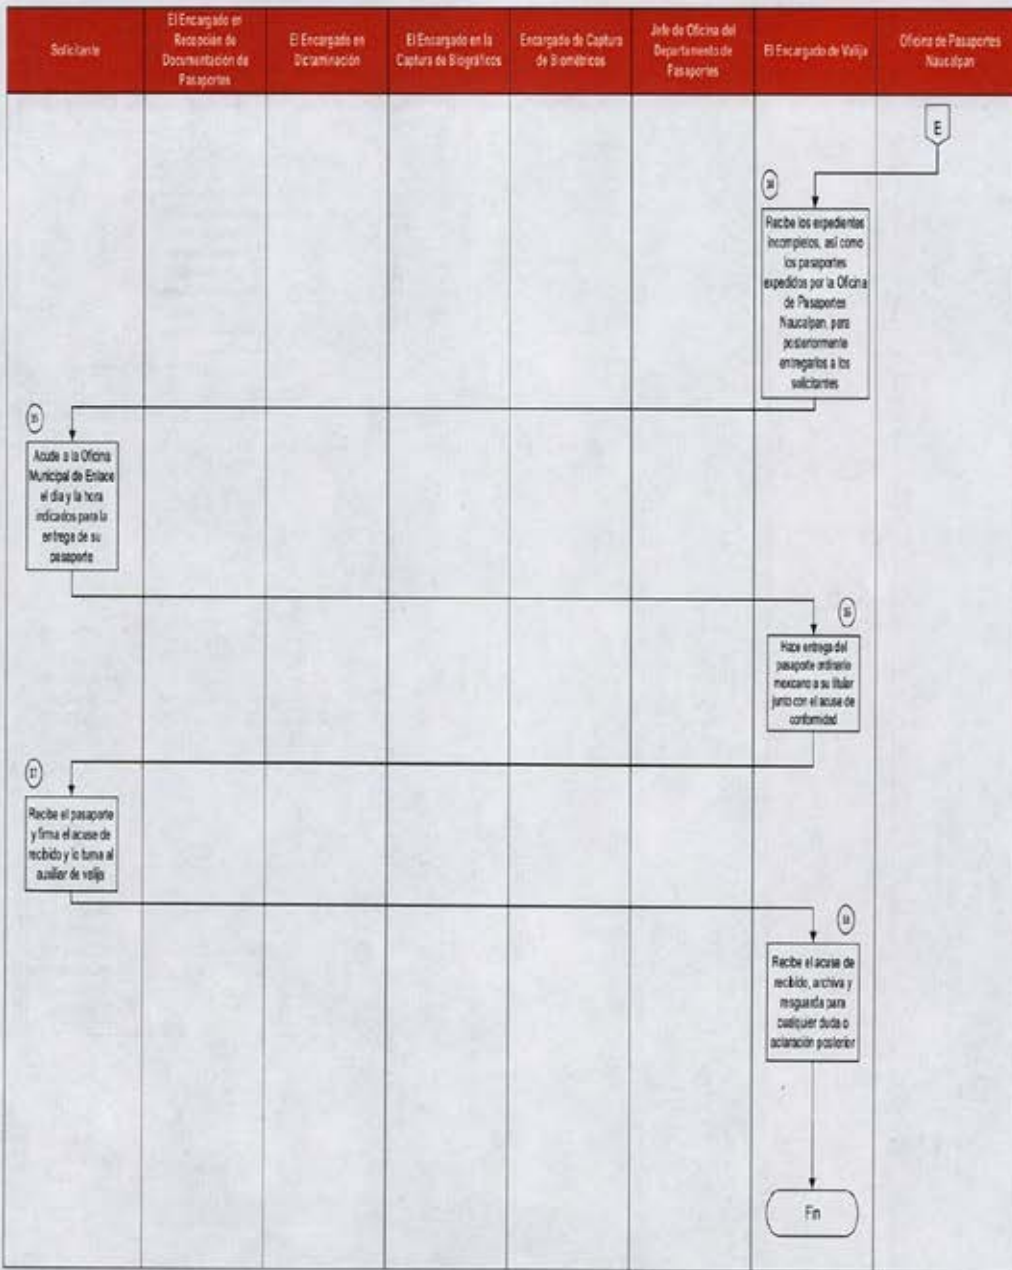 Solicitante
El Encargado en
Recepción de
Documentación de
Pasaportes
El Encargado en
Dictaminación
El Encargado en la
Captura de Biográficos
Encargado de Captura
de Biométricos
Jefe de Oficina del
Departamento de
Pasaportes
El Encargado de Valija
Oficina de Pasaportes
Naucalpan
E
34
Recibe los expedientes
incompletos, así como
los pasaportes
expedidos por la Oficina
de Pasaportes
Naucalpan, para
posteriormente
entregarlos a los
solicitantes
35
Acude a la Oficina
Municipal de Enlace
el día y la hora
indicados para la
entrega de su
pasaporte
36
Hace entrega del
pasaporte ordinario
mexicano a su titular
junto con el acuse de
conformidad
37
Recibe el pasaporte
y firma el acuse de
recibido y lo turna al
auxiliar de valija
38
Recibe el acuse de
recibido, archiva y
resguarda para
cualquier duda o
aclaración posterior
Fin